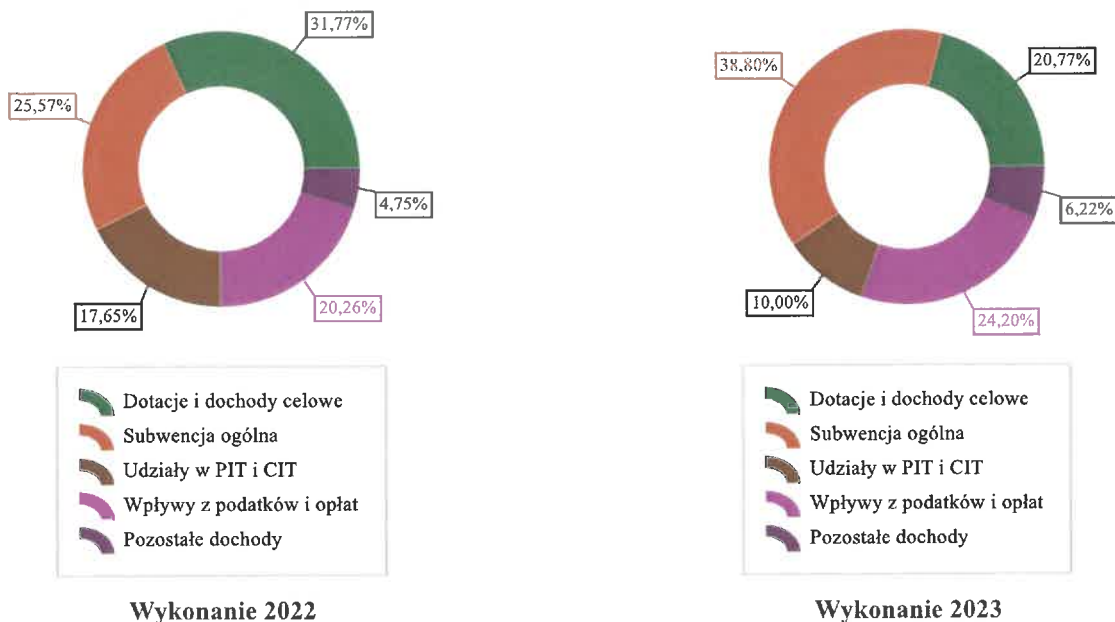 31,77%
25,57%
4,75%
17,65%
20,26%
Dotacje i dochody celowe
Subwencja ogólna
Udziały w PIT i CIT
Wpływy z podatków i opłat
Pozostałe dochody
Wykonanie 2022
38,80%
20,77%
6,22%
10,00%
24,20%
Dotacje i dochody celowe
Subwencja ogólna
Udziały w PIT i CIT
Wpływy z podatków i opłat
Pozostałe dochody
Wykonanie 2023